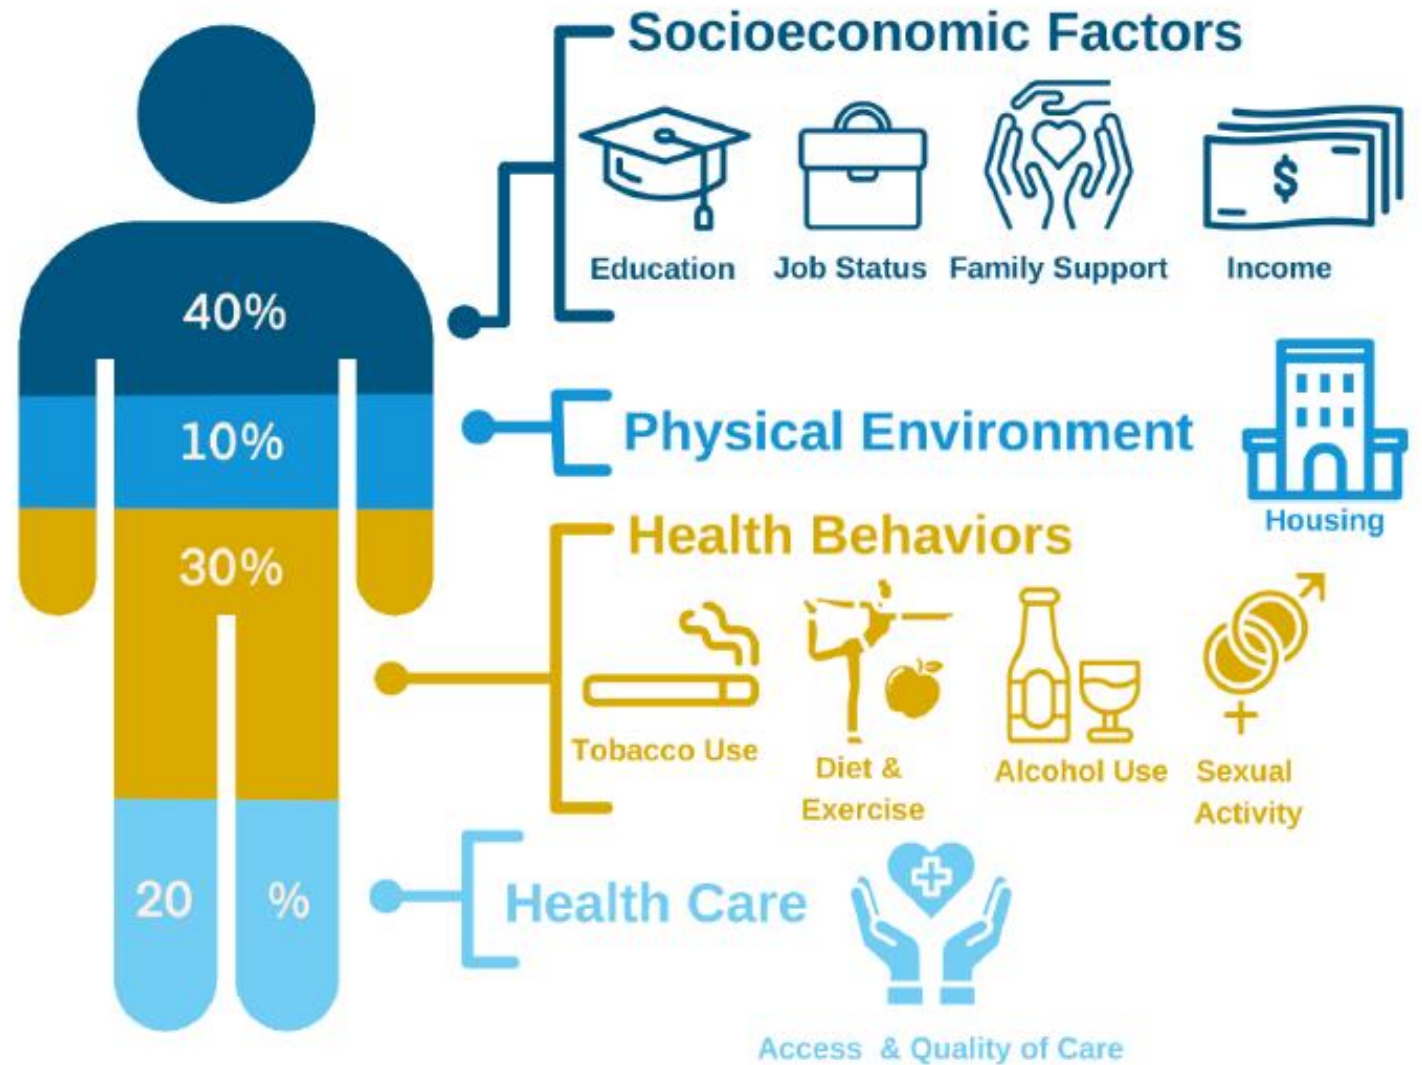 Socioeconomic Factors
$
Education
Job Status
Family Support
Income
40%
Physical Environment
10%
Housing
Health Behaviors
30%
Tobacco Use
Diet &
Exercise
Alcohol Use
Sexual
Activity
Health Care
20 %
Access & Quality of Care